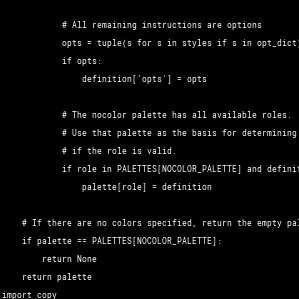 # All remaining instructions are options
opts = tuple(s for s in styles if s in opt_dict)
if opts:
definition['opts'] = opts
# The nocolor palette has all available roles.
# Use that palette as the basis for determining
# if the role is valid.
if role in PALETTES[NOCOLOR_PALETTE] and definit
palette[role] = definition
# If there are no colors specified, return the empty pal
if palette == PALETTES[NOCOLOR_PALETTE]:
return None
return palette
import copy